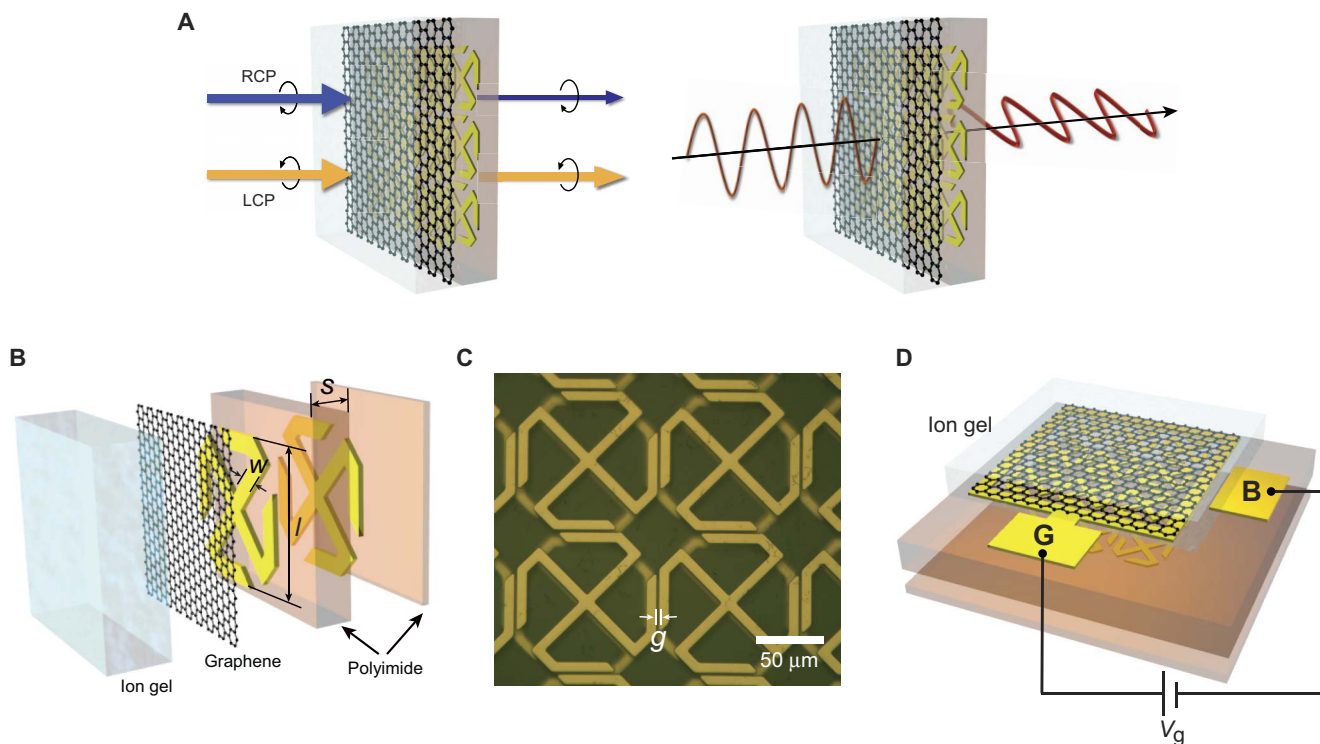 A
RCP
LCP
B
S
w
l
Graphene
Ion gel
Polyimide
C
g
50 μm
D
Ion gel
B
G
Vg